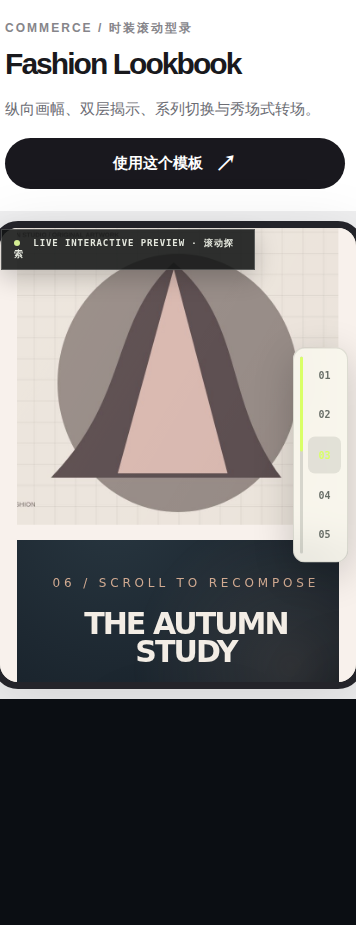 COMMERCE / 时装滚动型录
Fashion Lookbook
纵向画幅、双层揭示、系列切换与秀场式转场。
使用这个模板 ↗
LIVE INTERACTIVE PREVIEW · 滚动探
索
01
02
03
04
05
SHION
06 / SCROLL TO RECOMPOSE
THE AUTUMN
STUDY